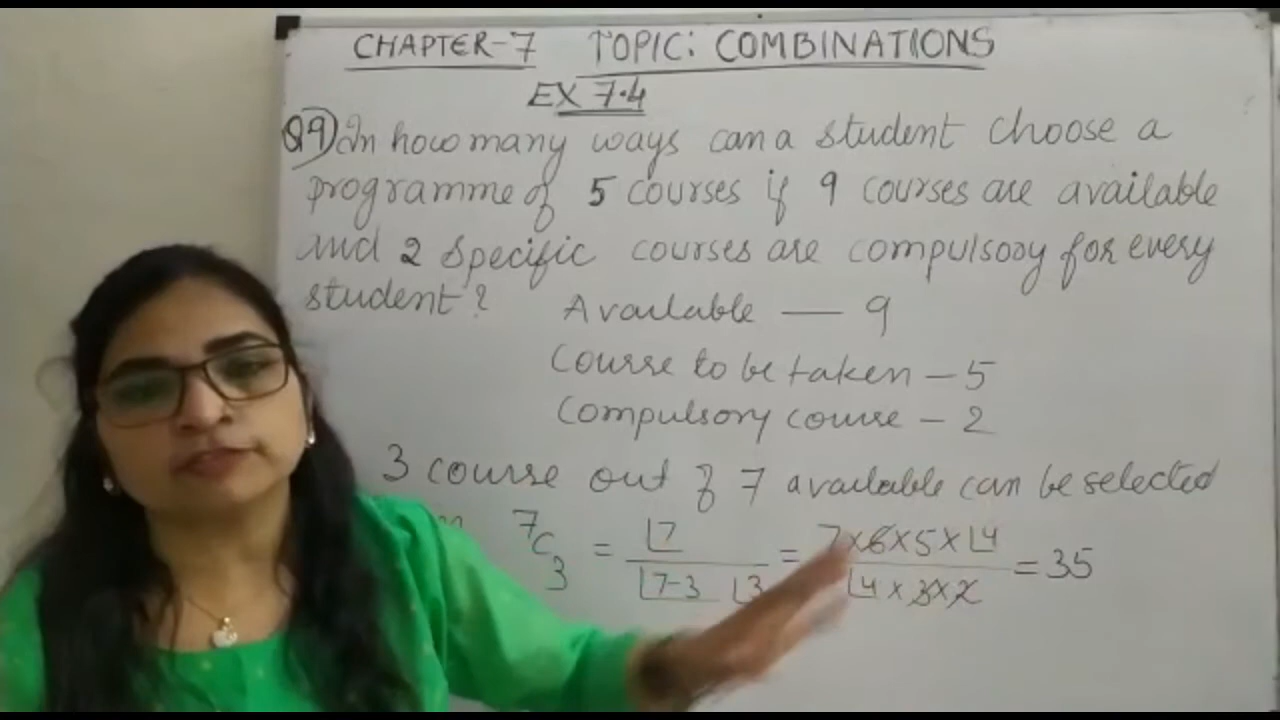 CHAPTER-7 TOPIC: COMBINATIONS
EX 7.4
Q9) In how many ways can a student choose a
programme of 5 courses if 9 courses are available
and 2 specific courses are compulsory for every
student?
Available — 9
Course to be taken – 5
Compulsory course – 2
3 course out of 7 available can be selected
⁷C₃ = ⌊7 / ⌊7-3 ⌊3 = 7×6×5×⌊4 / ⌊4×3×2 = 35